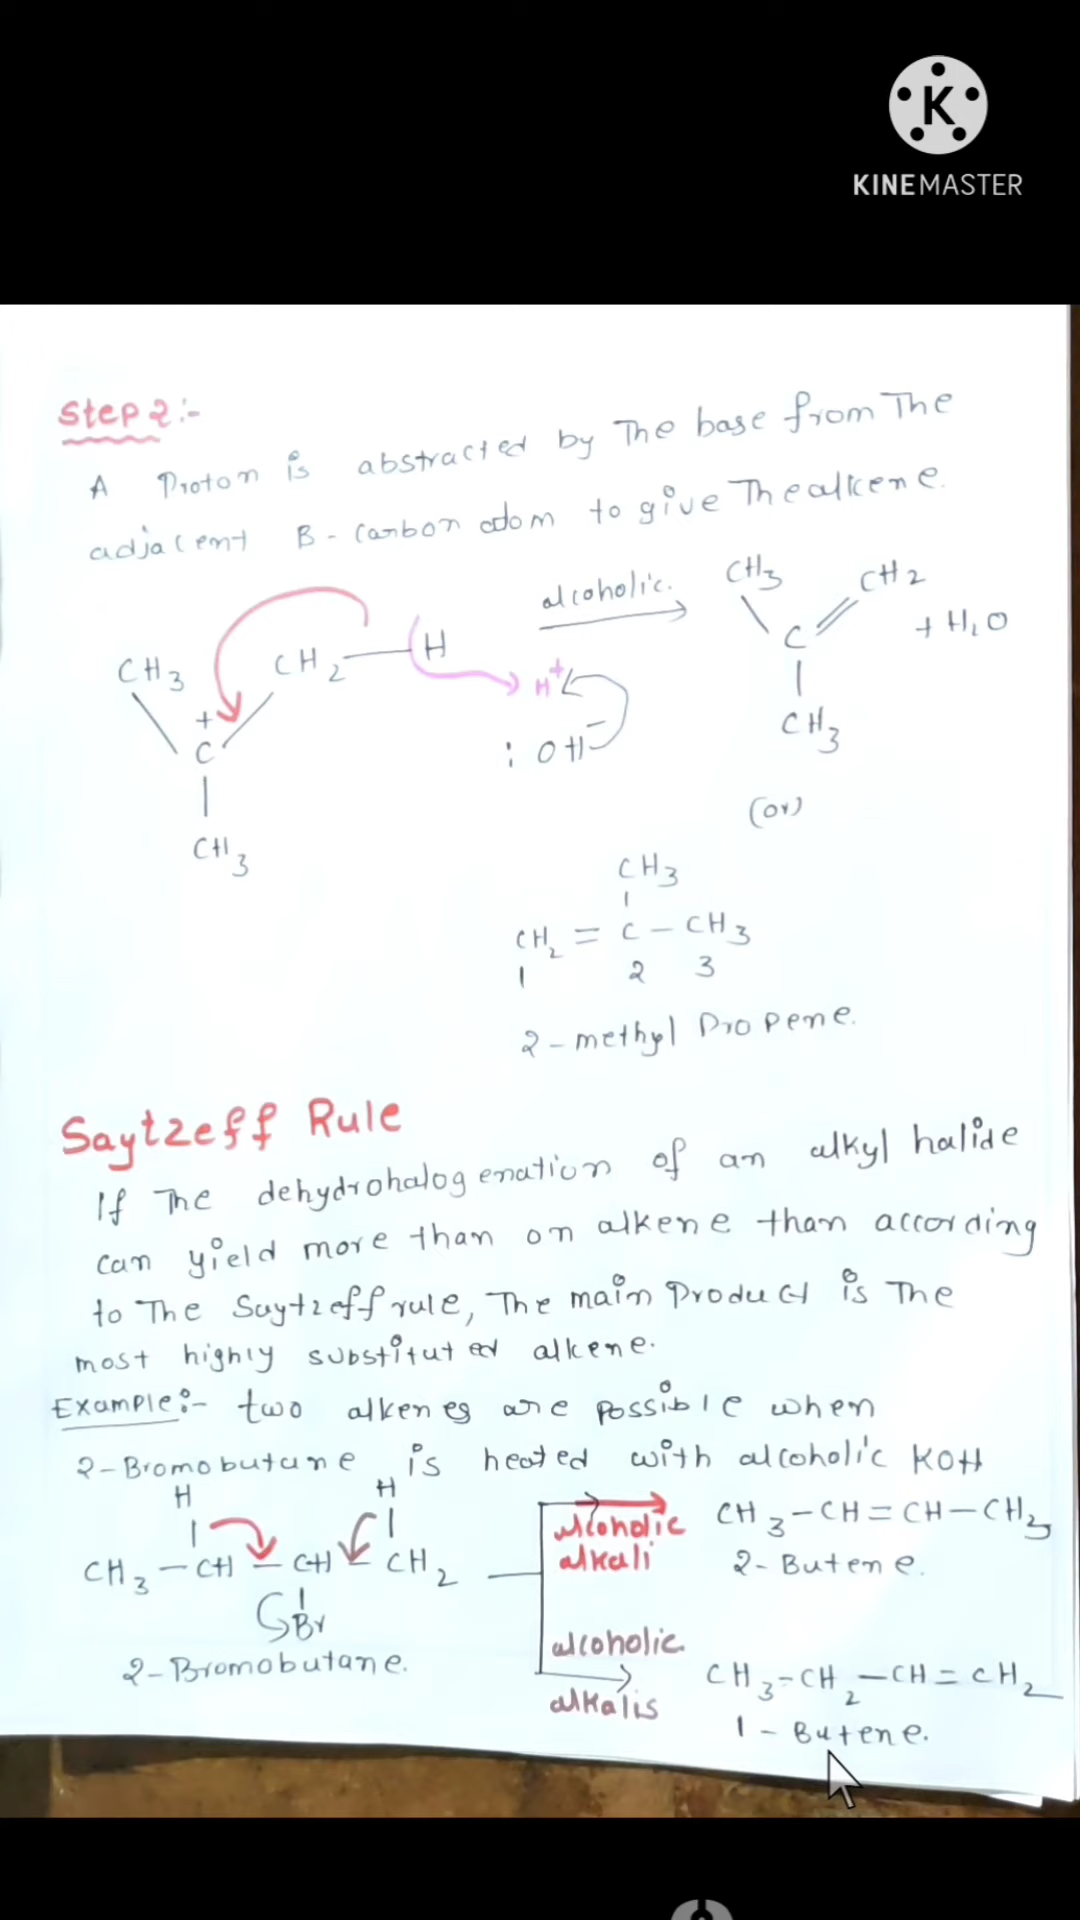 K
KINEMASTER
Step 2:-
A Proton is abstracted by The base from The
adjacent B-carbon atom to give The alkene.
CH3 CH2
alcoholic.
+ H2O
CH3 CH2 — H
H+
C
+
C
: OH-
CH3
CH3
(or)
CH3
CH2 = C - CH3
1 2 3
2-methyl Propene.
Saytzeff Rule
If The dehydrohalogenation of an alkyl halide
can yield more than on alkene than according
to The Saytzeff rule, The main Product is The
most highly substituted alkene.
Example:- two alkenes are possible when
2-Bromobutane is heated with alcoholic KOH
H H
CH3 - CH - CH - CH2
Br
2-Bromobutane.
alcoholic
alkali
CH3-CH=CH-CH3
2-Butene.
alcoholic.
alkalis
CH3-CH2-CH=CH2
1-Butene.